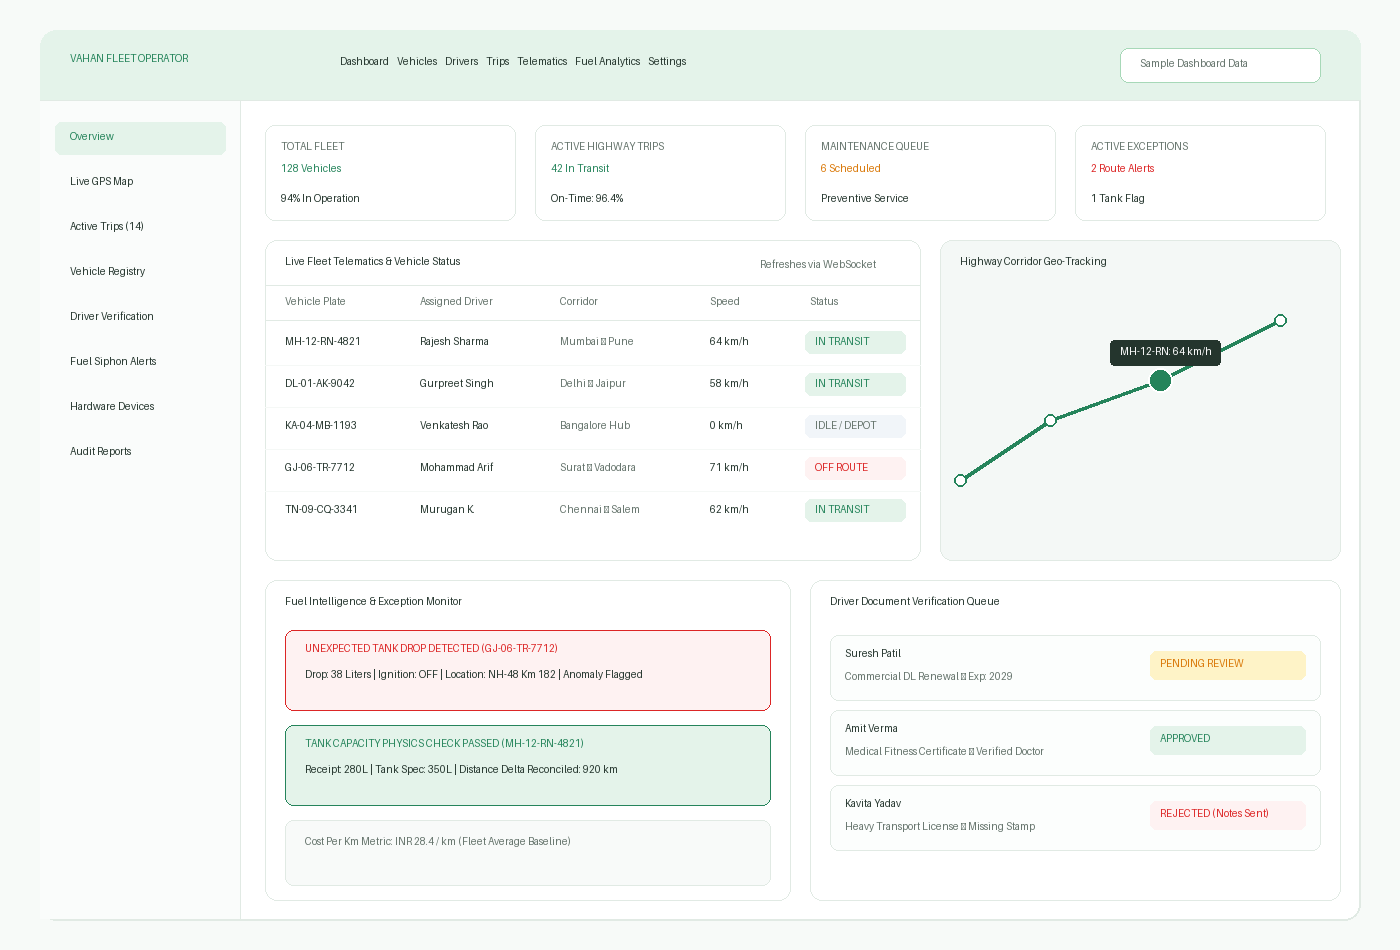 VAHAN FLEET OPERATOR
Dashboard Vehicles Drivers Trips Telematics Fuel Analytics Settings
Sample Dashboard Data
Overview
Live GPS Map
Active Trips (14)
Vehicle Registry
Driver Verification
Fuel Siphon Alerts
Hardware Devices
Audit Reports
TOTAL FLEET
128 Vehicles
94% In Operation
ACTIVE HIGHWAY TRIPS
42 In Transit
On-Time: 96.4%
MAINTENANCE QUEUE
6 Scheduled
Preventive Service
ACTIVE EXCEPTIONS
2 Route Alerts
1 Tank Flag
Live Fleet Telematics & Vehicle Status
Refreshes via WebSocket
Vehicle Plate Assigned Driver Corridor Speed Status
MH-12-RN-4821 Rajesh Sharma Mumbai ▯ Pune 64 km/h IN TRANSIT
DL-01-AK-9042 Gurpreet Singh Delhi ▯ Jaipur 58 km/h IN TRANSIT
KA-04-MB-1193 Venkatesh Rao Bangalore Hub 0 km/h IDLE / DEPOT
GJ-06-TR-7712 Mohammad Arif Surat ▯ Vadodara 71 km/h OFF ROUTE
TN-09-CQ-3341 Murugan K. Chennai ▯ Salem 62 km/h IN TRANSIT
Highway Corridor Geo-Tracking
MH-12-RN: 64 km/h
Fuel Intelligence & Exception Monitor
UNEXPECTED TANK DROP DETECTED (GJ-06-TR-7712)
Drop: 38 Liters | Ignition: OFF | Location: NH-48 Km 182 | Anomaly Flagged
TANK CAPACITY PHYSICS CHECK PASSED (MH-12-RN-4821)
Receipt: 280L | Tank Spec: 350L | Distance Delta Reconciled: 920 km
Cost Per Km Metric: INR 28.4 / km (Fleet Average Baseline)
Driver Document Verification Queue
Suresh Patil
Commercial DL Renewal ▯ Exp: 2029
PENDING REVIEW
Amit Verma
Medical Fitness Certificate ▯ Verified Doctor
APPROVED
Kavita Yadav
Heavy Transport License ▯ Missing Stamp
REJECTED (Notes Sent)